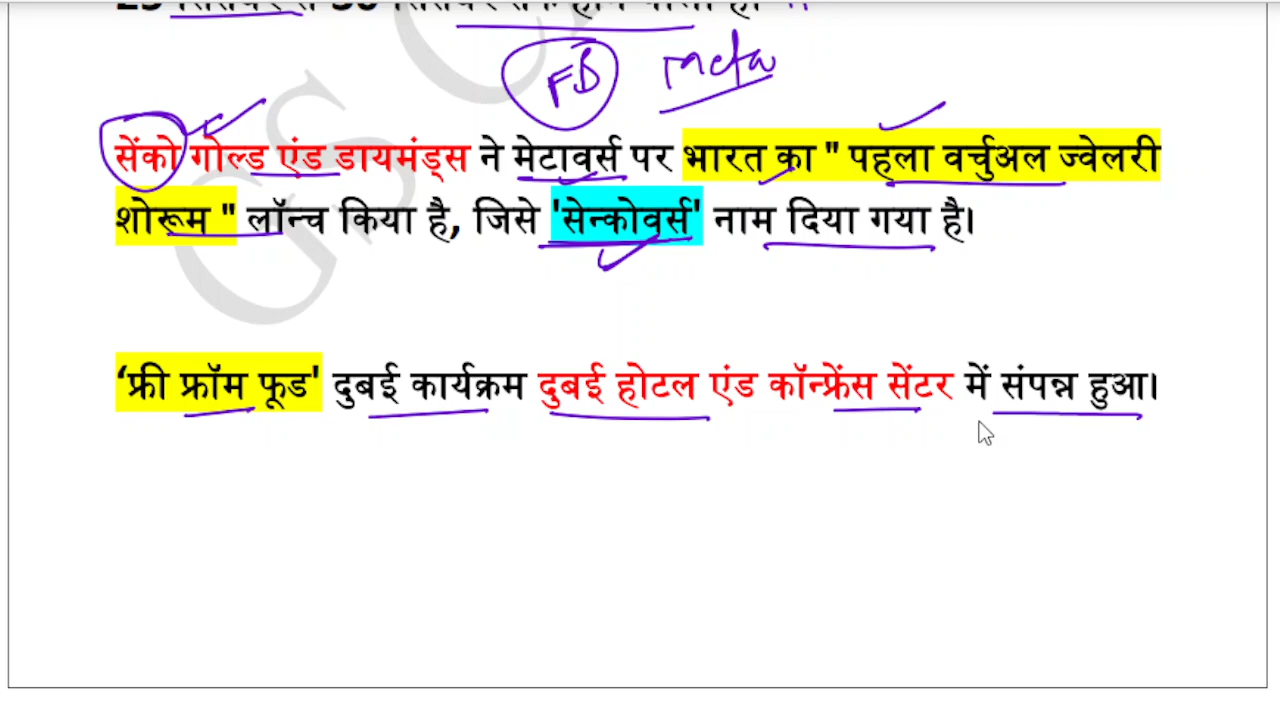 FB meta
सेंको गोल्ड एंड डायमंड्स ने मेटावर्स पर भारत का " पहला वर्चुअल ज्वेलरी
शोरूम " लॉन्च किया है, जिसे 'सेन्कोवर्स' नाम दिया गया है।
‘फ्री फ्रॉम फूड' दुबई कार्यक्रम दुबई होटल एंड कॉन्फ्रेंस सेंटर में संपन्न हुआ।